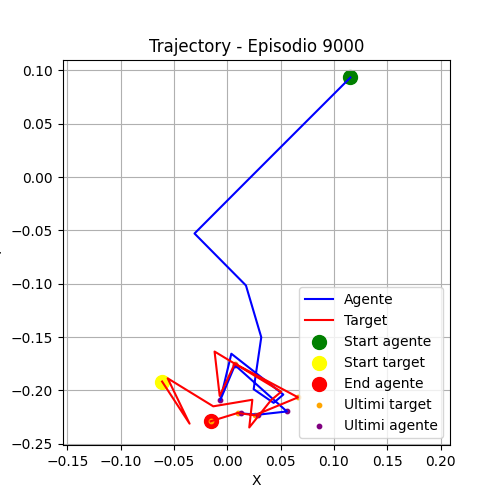 Trajectory - Episodio 9000
0.10
0.05
0.00
−0.05
−0.10
−0.15
−0.20
−0.25
−0.15
−0.10
−0.05
0.00
0.05
0.10
0.15
0.20
X
Agente
Target
Start agente
Start target
End agente
Ultimi target
Ultimi agente